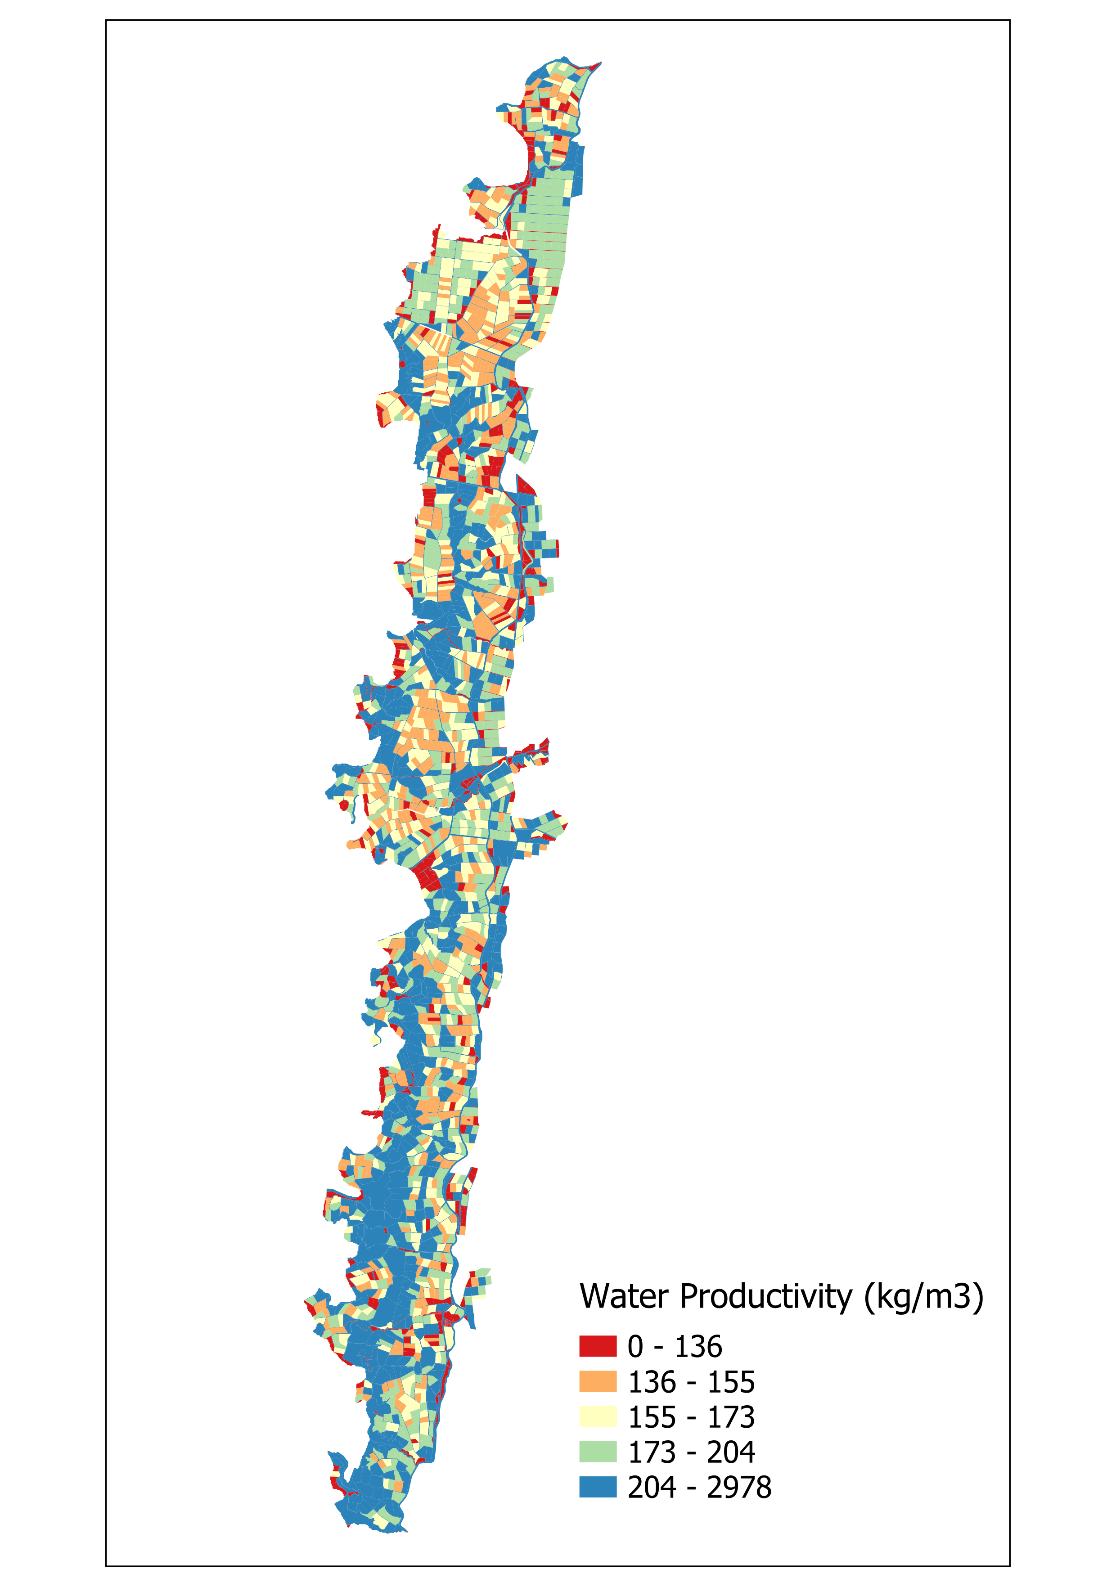 Water Productivity (kg/m3)
0 - 136
136 - 155
155 - 173
173 - 204
204 - 2978